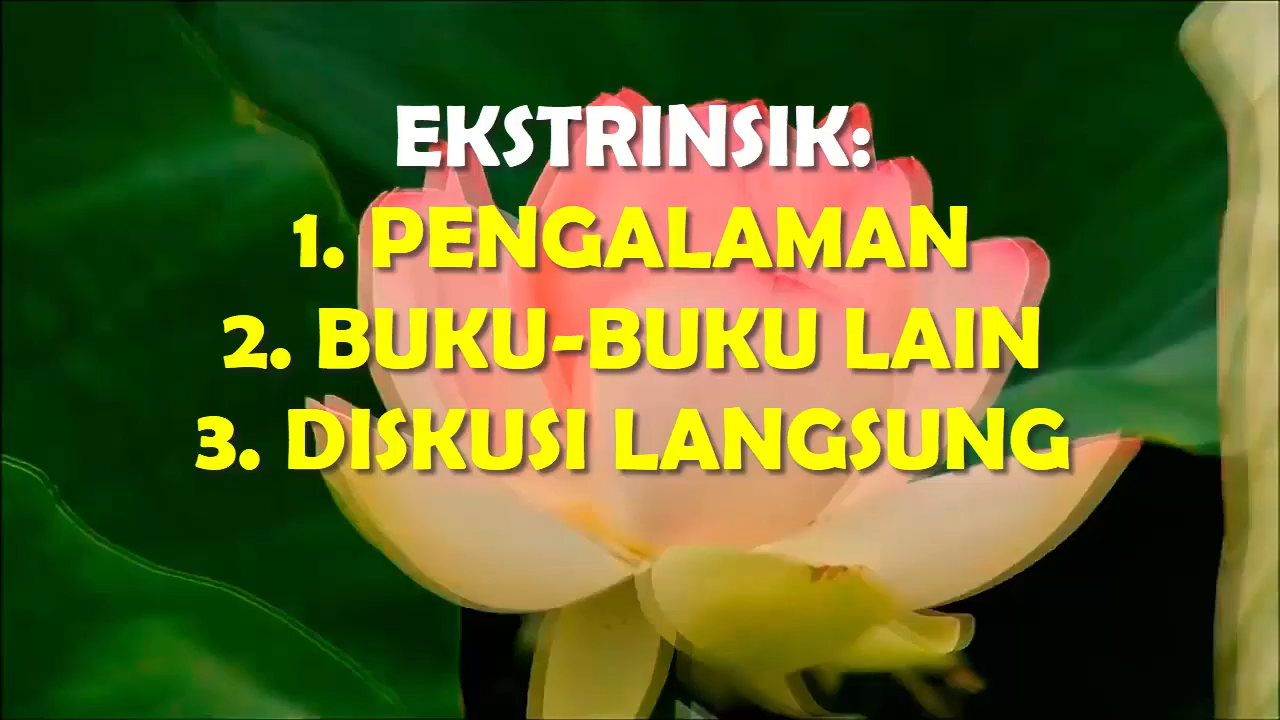 EKSTRINSIK:
1. PENGALAMAN
2. BUKU-BUKU LAIN
3. DISKUSI LANGSUNG